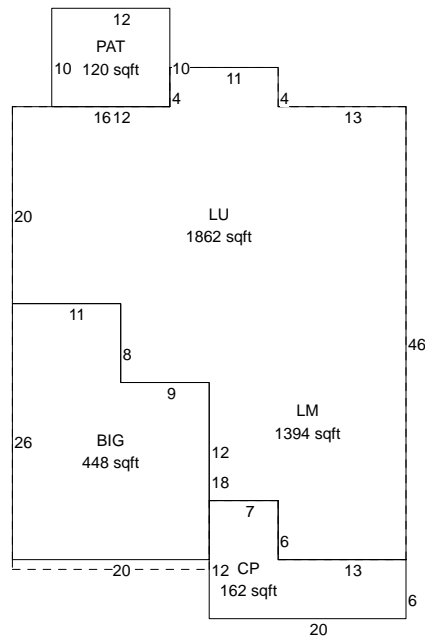 12
PAT
10 120 sqft 10
11
4 4
1612 13
20 LU
1862 sqft
11
46
8
9
LM
26 BIG 1394 sqft
448 sqft 12
18
7
6
20 12 CP 13
162 sqft 6
20